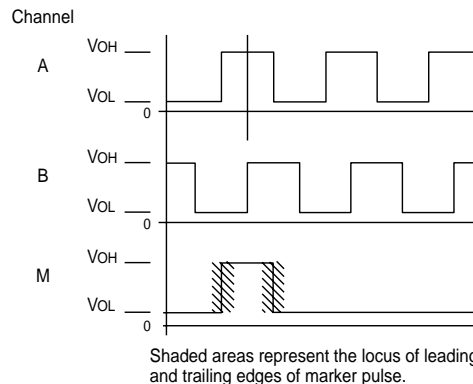 Channel
VOH
A
VOL
0
VOH
B
VOL
0
VOH
M
VOL
0
Shaded areas represent the locus of leading
and trailing edges of marker pulse.